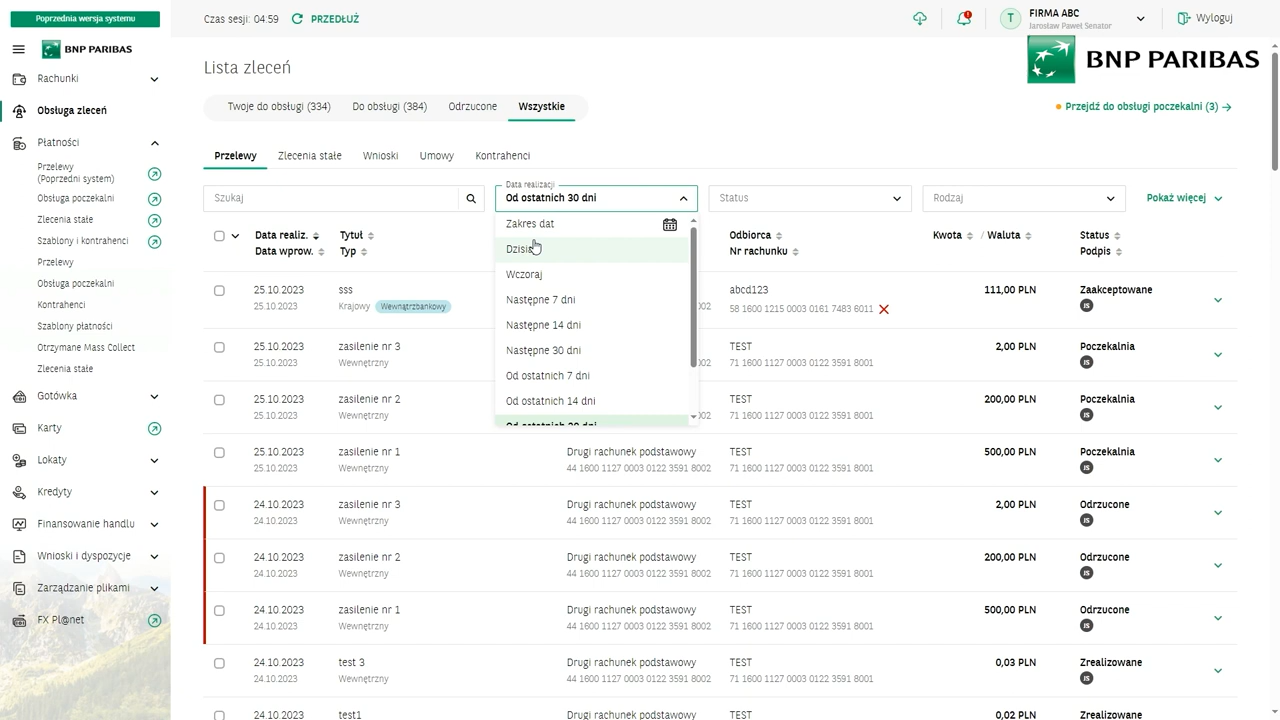 Poprzednia wersja systemu
Czas sesji: 04:59
PRZEDŁUŻ
T
FIRMA ABC
Jarosław Paweł Senator
Wyloguj
BNP PARIBAS
Lista zleceń
BNP PARIBAS
Rachunki
Obsługa zleceń
Płatności
Przelewy
(Poprzedni system)
Obsługa poczekalni
Zlecenia stałe
Szablony i kontrahenci
Przelewy
Obsługa poczekalni
Kontrahenci
Szablony płatności
Otrzymane Mass Collect
Zlecenia stałe
Gotówka
Karty
Lokaty
Kredyty
Finansowanie handlu
Wnioski i dyspozycje
Zarządzanie plikami
FX Pl@net
Twoje do obsługi (334)
Do obsługi (384)
Odrzucone
Wszystkie
Przejdź do obsługi poczekalni (3)
Przelewy
Zlecenia stałe
Wnioski
Umowy
Kontrahenci
Szukaj
Data realizacji
Od ostatnich 30 dni
Status
Rodzaj
Pokaż więcej
Zakres dat
Wczoraj
Następne 7 dni
Następne 14 dni
Następne 30 dni
Od ostatnich 7 dni
Od ostatnich 14 dni
Od ostatnich 30 dni
Data realiz.
Data wprow.
Tytuł
Typ
Odbiorca
Nr rachunku
Kwota / Waluta
Status
Podpis
25.10.2023 sss abcd123 111,00 PLN Zaakceptowane
25.10.2023 Krajowy Wewnątrzbankowy 002 58 1600 1215 0003 0161 7483 6011 JS
25.10.2023 zasilenie nr 3 TEST 2,00 PLN Poczekalnia
25.10.2023 Wewnętrzny 002 71 1600 1127 0003 0122 3591 8001 JS
25.10.2023 zasilenie nr 2 TEST 200,00 PLN Poczekalnia
25.10.2023 Wewnętrzny 002 71 1600 1127 0003 0122 3591 8001 JS
25.10.2023 zasilenie nr 1 Drugi rachunek podstawowy TEST 500,00 PLN Poczekalnia
25.10.2023 Wewnętrzny 44 1600 1127 0003 0122 3591 8002 71 1600 1127 0003 0122 3591 8001 JS
24.10.2023 zasilenie nr 3 Drugi rachunek podstawowy TEST 2,00 PLN Odrzucone
24.10.2023 Wewnętrzny 44 1600 1127 0003 0122 3591 8002 71 1600 1127 0003 0122 3591 8001 JS
24.10.2023 zasilenie nr 2 Drugi rachunek podstawowy TEST 200,00 PLN Odrzucone
24.10.2023 Wewnętrzny 44 1600 1127 0003 0122 3591 8002 71 1600 1127 0003 0122 3591 8001 JS
24.10.2023 zasilenie nr 1 Drugi rachunek podstawowy TEST 500,00 PLN Odrzucone
24.10.2023 Wewnętrzny 44 1600 1127 0003 0122 3591 8002 71 1600 1127 0003 0122 3591 8001 JS
24.10.2023 test 3 Drugi rachunek podstawowy TEST 0,03 PLN Zrealizowane
24.10.2023 Wewnętrzny 44 1600 1127 0003 0122 3591 8002 71 1600 1127 0003 0122 3591 8001 JS
24.10.2023 test1 Drugi rachunek podstawowy TEST 0,02 PLN Zrealizowane